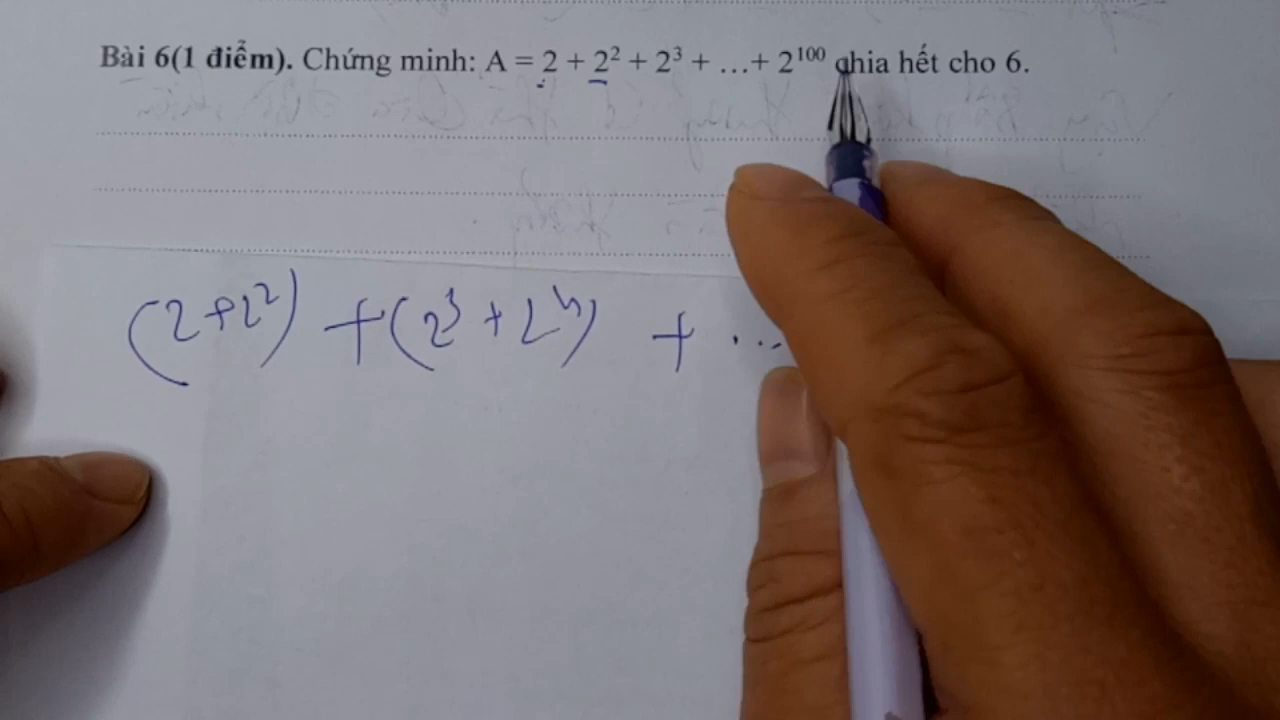 Bài 6(1 điểm). Chứng minh: A = 2 + 2² + 2³ + …+ 2¹⁰⁰ chia hết cho 6.
(2+2²) + (2³ + 2⁴) + ...